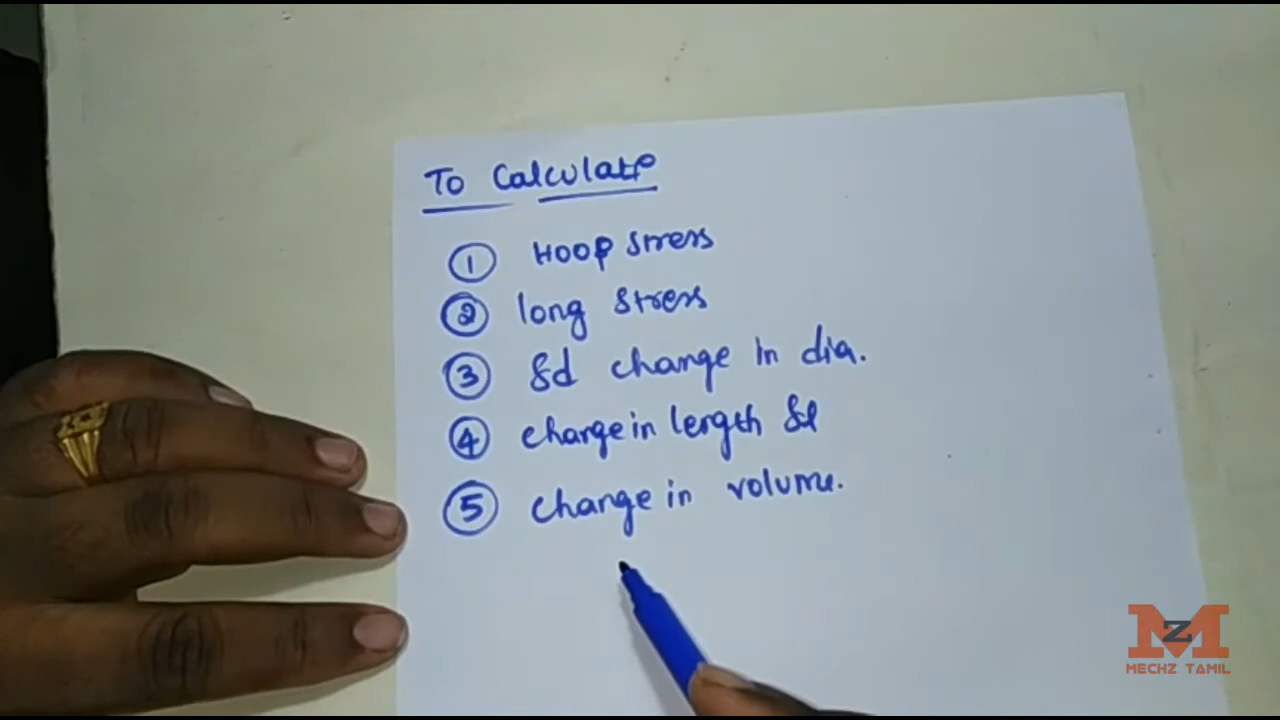 To Calculate
① Hoop stress
② long stress
③ δd change in dia.
④ change in length δl
⑤ change in volume.
MZ
MECHZ TAMIL